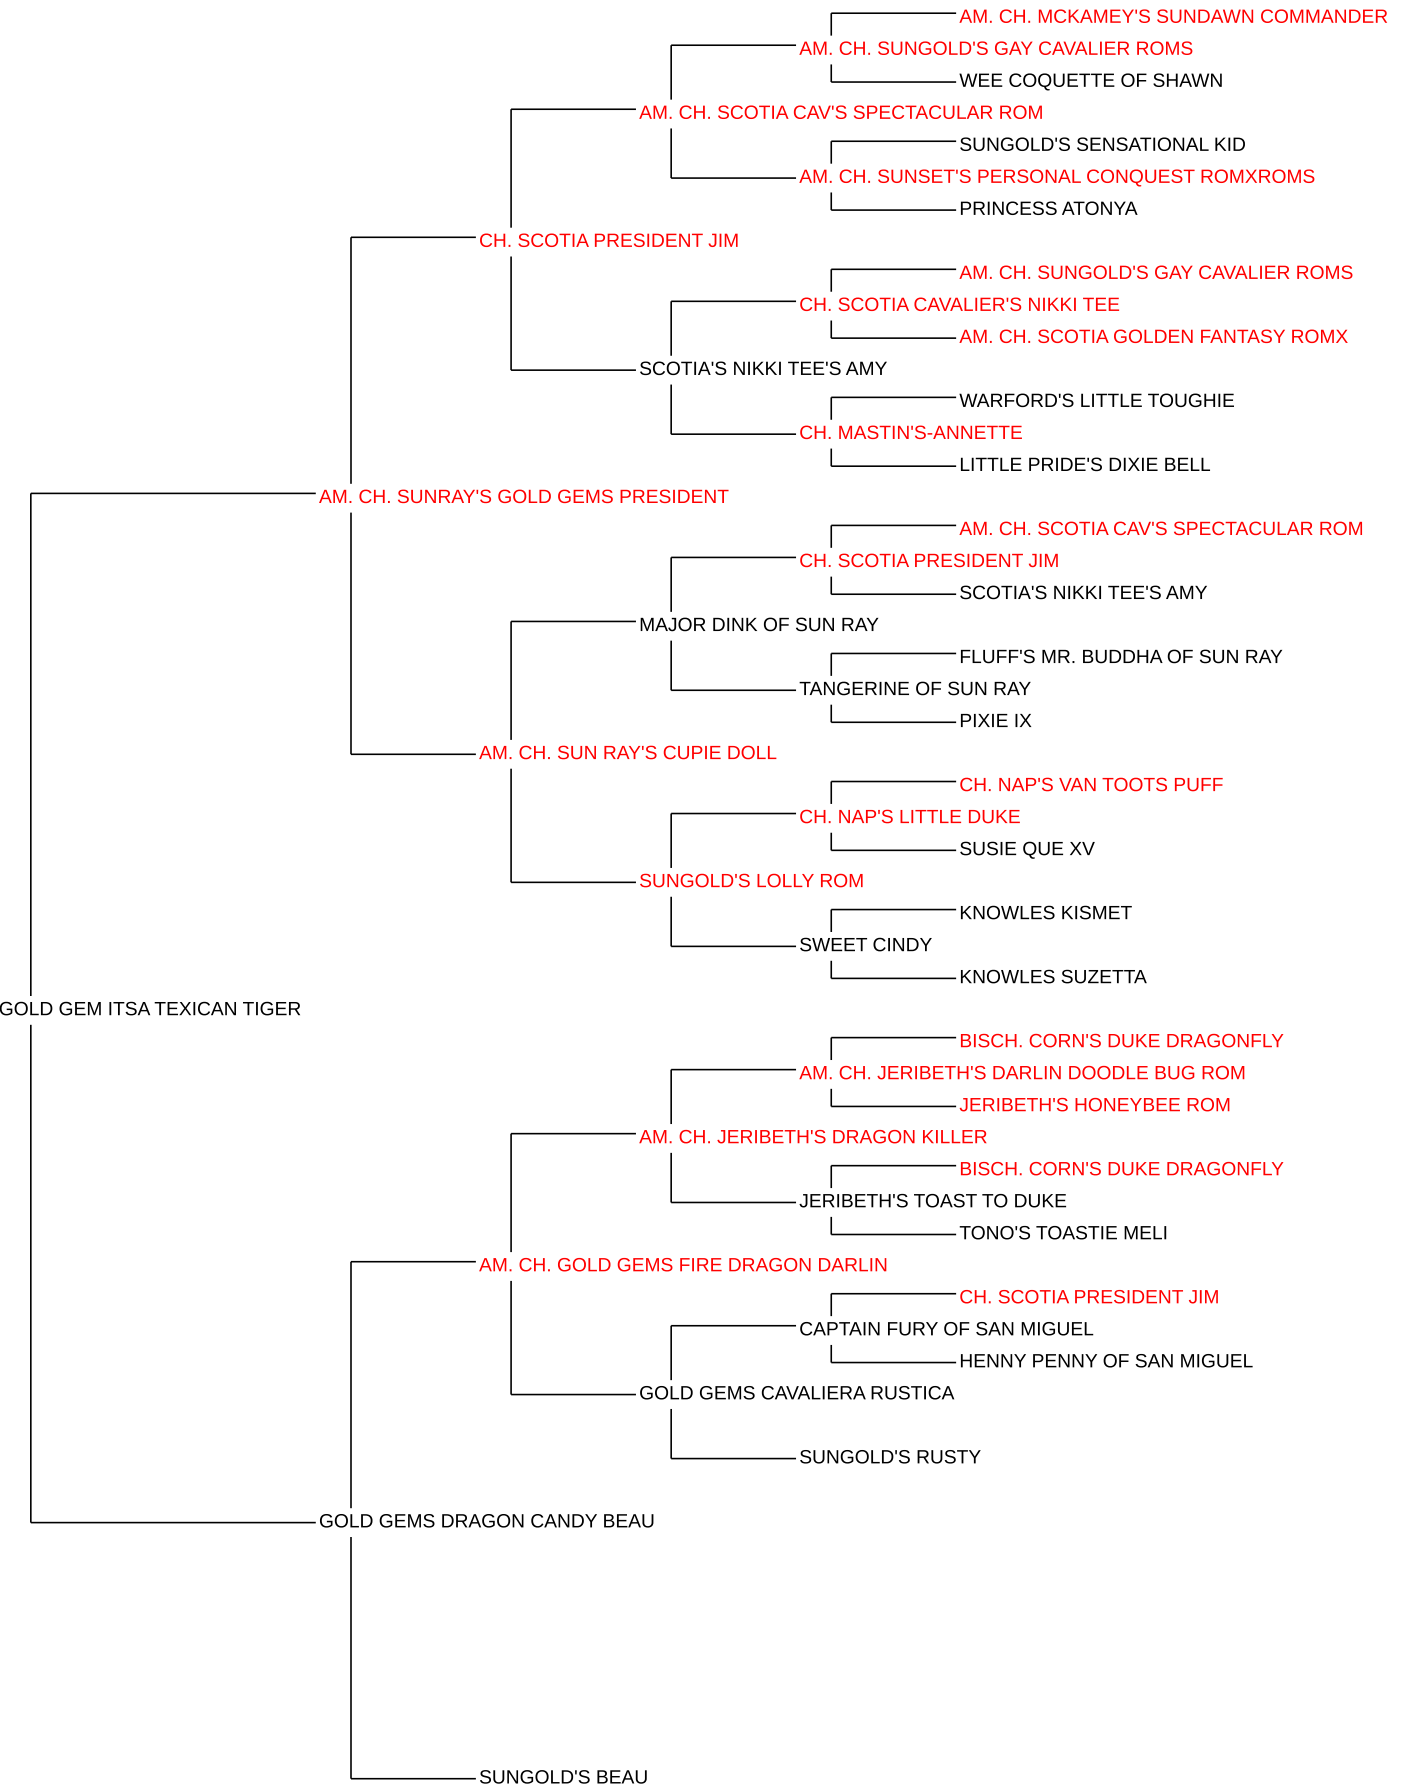 AM. CH. MCKAMEY'S SUNDAWN COMMANDER
AM. CH. SUNGOLD'S GAY CAVALIER ROMS
WEE COQUETTE OF SHAWN
AM. CH. SCOTIA CAV'S SPECTACULAR ROM
SUNGOLD'S SENSATIONAL KID
AM. CH. SUNSET'S PERSONAL CONQUEST ROMXROMS
PRINCESS ATONYA
CH. SCOTIA PRESIDENT JIM
AM. CH. SUNGOLD'S GAY CAVALIER ROMS
CH. SCOTIA CAVALIER'S NIKKI TEE
AM. CH. SCOTIA GOLDEN FANTASY ROMX
SCOTIA'S NIKKI TEE'S AMY
WARFORD'S LITTLE TOUGHIE
CH. MASTIN'S-ANNETTE
LITTLE PRIDE'S DIXIE BELL
AM. CH. SUNRAY'S GOLD GEMS PRESIDENT
AM. CH. SCOTIA CAV'S SPECTACULAR ROM
CH. SCOTIA PRESIDENT JIM
SCOTIA'S NIKKI TEE'S AMY
MAJOR DINK OF SUN RAY
FLUFF'S MR. BUDDHA OF SUN RAY
TANGERINE OF SUN RAY
PIXIE IX
AM. CH. SUN RAY'S CUPIE DOLL
CH. NAP'S VAN TOOTS PUFF
CH. NAP'S LITTLE DUKE
SUSIE QUE XV
SUNGOLD'S LOLLY ROM
KNOWLES KISMET
SWEET CINDY
KNOWLES SUZETTA
GOLD GEM ITSA TEXICAN TIGER
BISCH. CORN'S DUKE DRAGONFLY
AM. CH. JERIBETH'S DARLIN DOODLE BUG ROM
JERIBETH'S HONEYBEE ROM
AM. CH. JERIBETH'S DRAGON KILLER
BISCH. CORN'S DUKE DRAGONFLY
JERIBETH'S TOAST TO DUKE
TONO'S TOASTIE MELI
AM. CH. GOLD GEMS FIRE DRAGON DARLIN
CH. SCOTIA PRESIDENT JIM
CAPTAIN FURY OF SAN MIGUEL
HENNY PENNY OF SAN MIGUEL
GOLD GEMS CAVALIERA RUSTICA
SUNGOLD'S RUSTY
GOLD GEMS DRAGON CANDY BEAU
SUNGOLD'S BEAU